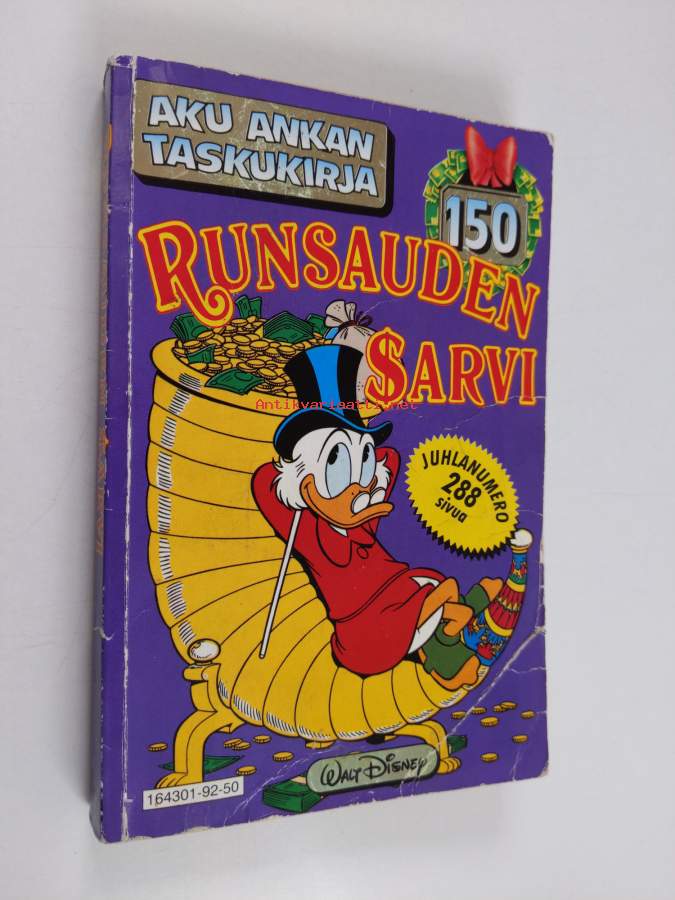 AKU ANKAN
TASKUKIRJA
150
RUNSAUDEN
$ARVI
Antikvariaatti.net
JUHLANUMERO
288
sivua
WALT DISNEY
164301-92-50